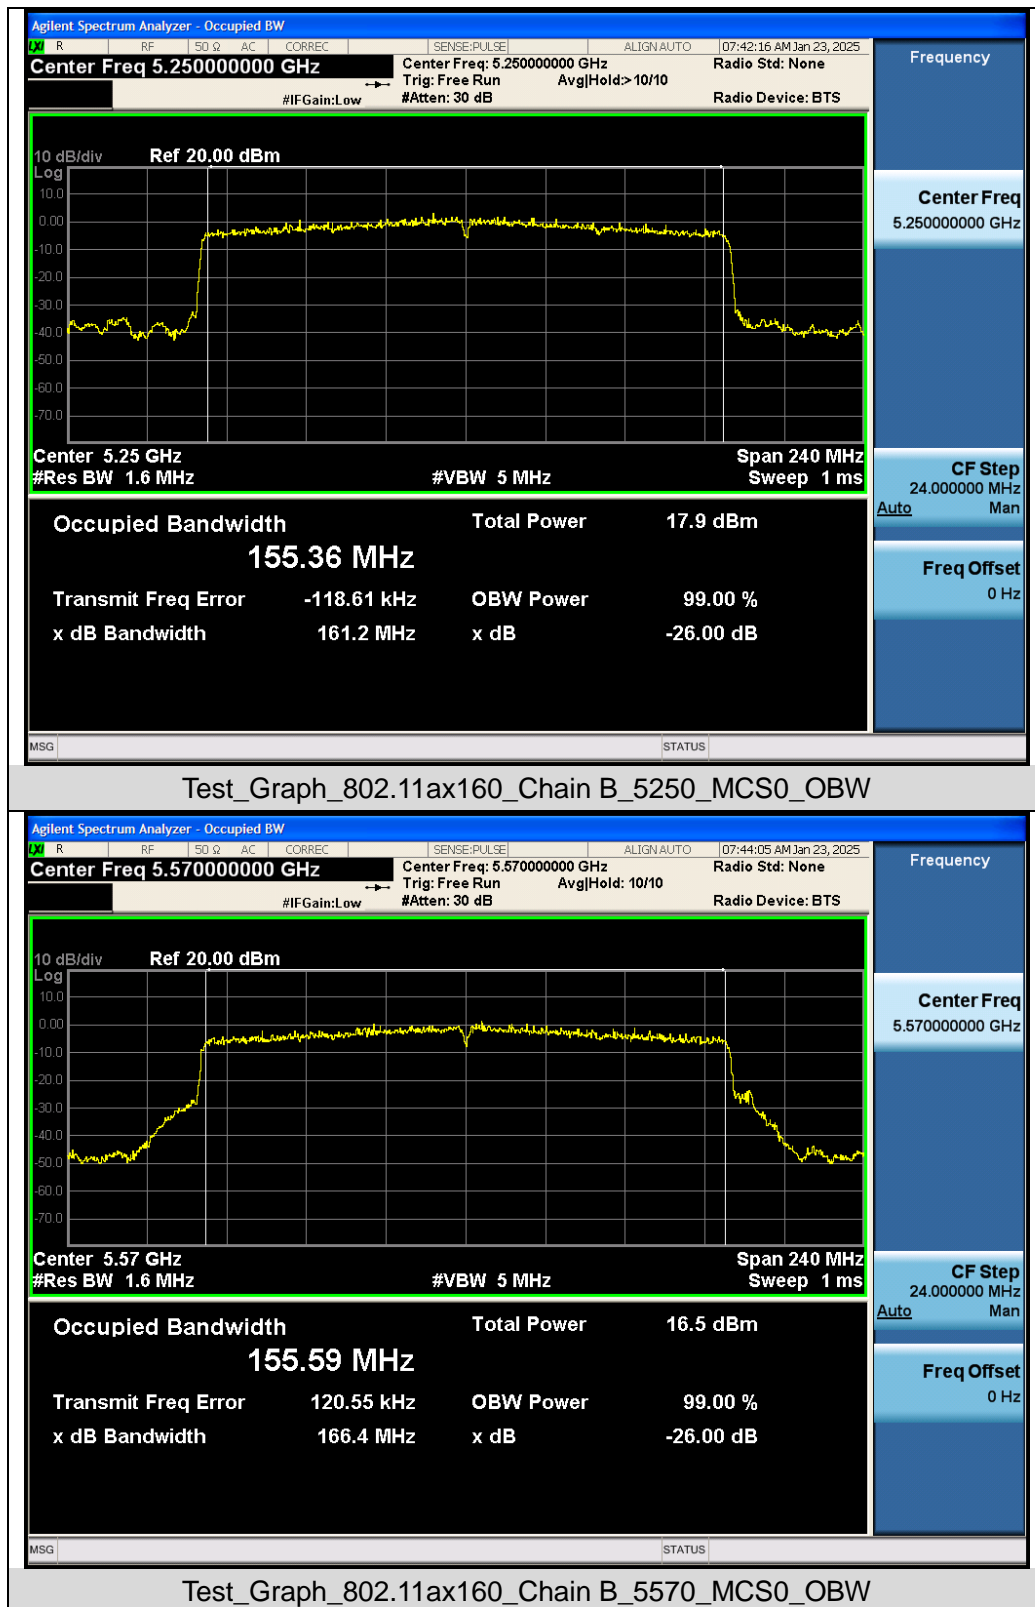 Agilent Spectrum Analyzer - Occupied BW
LXI R RF 50 Ω AC CORREC SENSE:PULSE ALIGN AUTO 07:42:16 AM Jan 23, 2025
Center Freq 5.250000000 GHz Center Freq: 5.250000000 GHz Radio Std: None Frequency
Trig: Free Run Avg|Hold:> 10/10
#IFGain:Low #Atten: 30 dB Radio Device: BTS
10 dB/div Ref 20.00 dBm
Log
10.0
0.00
-10.0
-20.0
-30.0
-40.0
-50.0
-60.0
-70.0
Center Freq
5.250000000 GHz
Center 5.25 GHz Span 240 MHz
#Res BW 1.6 MHz #VBW 5 MHz Sweep 1 ms
CF Step
24.000000 MHz
Auto Man
Occupied Bandwidth Total Power 17.9 dBm
155.36 MHz
Freq Offset
0 Hz
Transmit Freq Error -118.61 kHz OBW Power 99.00 %
x dB Bandwidth 161.2 MHz x dB -26.00 dB
MSG STATUS
Test_Graph_802.11ax160_Chain B_5250_MCS0_OBW
Agilent Spectrum Analyzer - Occupied BW
LXI R RF 50 Ω AC CORREC SENSE:PULSE ALIGN AUTO 07:44:05 AM Jan 23, 2025
Center Freq 5.570000000 GHz Center Freq: 5.570000000 GHz Radio Std: None Frequency
Trig: Free Run Avg|Hold: 10/10
#IFGain:Low #Atten: 30 dB Radio Device: BTS
10 dB/div Ref 20.00 dBm
Log
10.0
0.00
-10.0
-20.0
-30.0
-40.0
-50.0
-60.0
-70.0
Center Freq
5.570000000 GHz
Center 5.57 GHz Span 240 MHz
#Res BW 1.6 MHz #VBW 5 MHz Sweep 1 ms
CF Step
24.000000 MHz
Auto Man
Occupied Bandwidth Total Power 16.5 dBm
155.59 MHz
Freq Offset
0 Hz
Transmit Freq Error 120.55 kHz OBW Power 99.00 %
x dB Bandwidth 166.4 MHz x dB -26.00 dB
MSG STATUS
Test_Graph_802.11ax160_Chain B_5570_MCS0_OBW